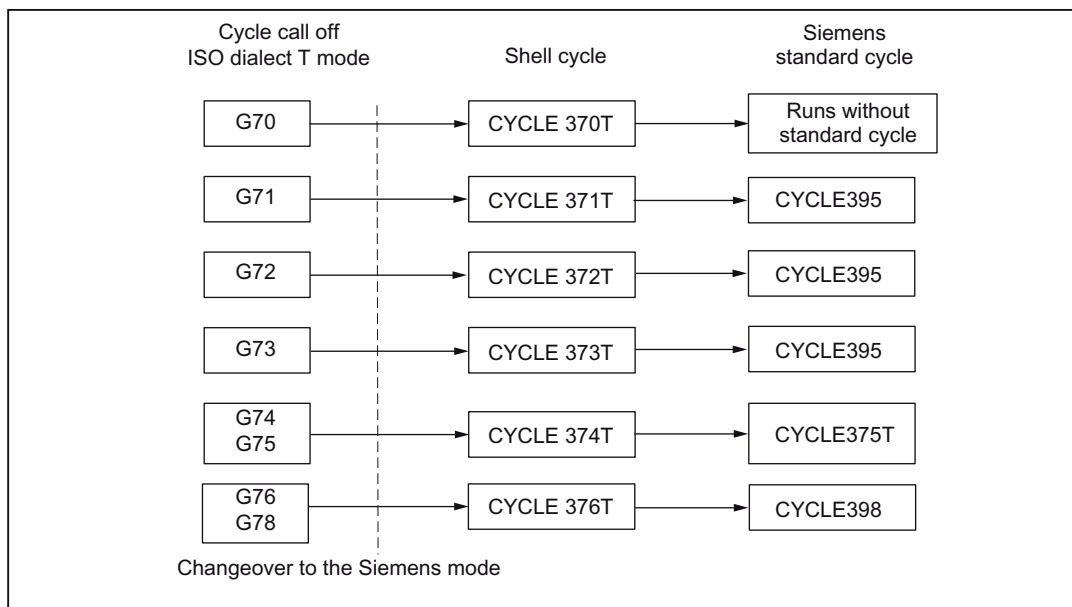 Cycle call off
ISO dialect T mode
Shell cycle
Siemens
standard cycle
G70
CYCLE 370T
Runs without
standard cycle
G71
CYCLE 371T
CYCLE395
G72
CYCLE 372T
CYCLE395
G73
CYCLE 373T
CYCLE395
G74
G75
CYCLE 374T
CYCLE375T
G76
G78
CYCLE 376T
CYCLE398
Changeover to the Siemens mode